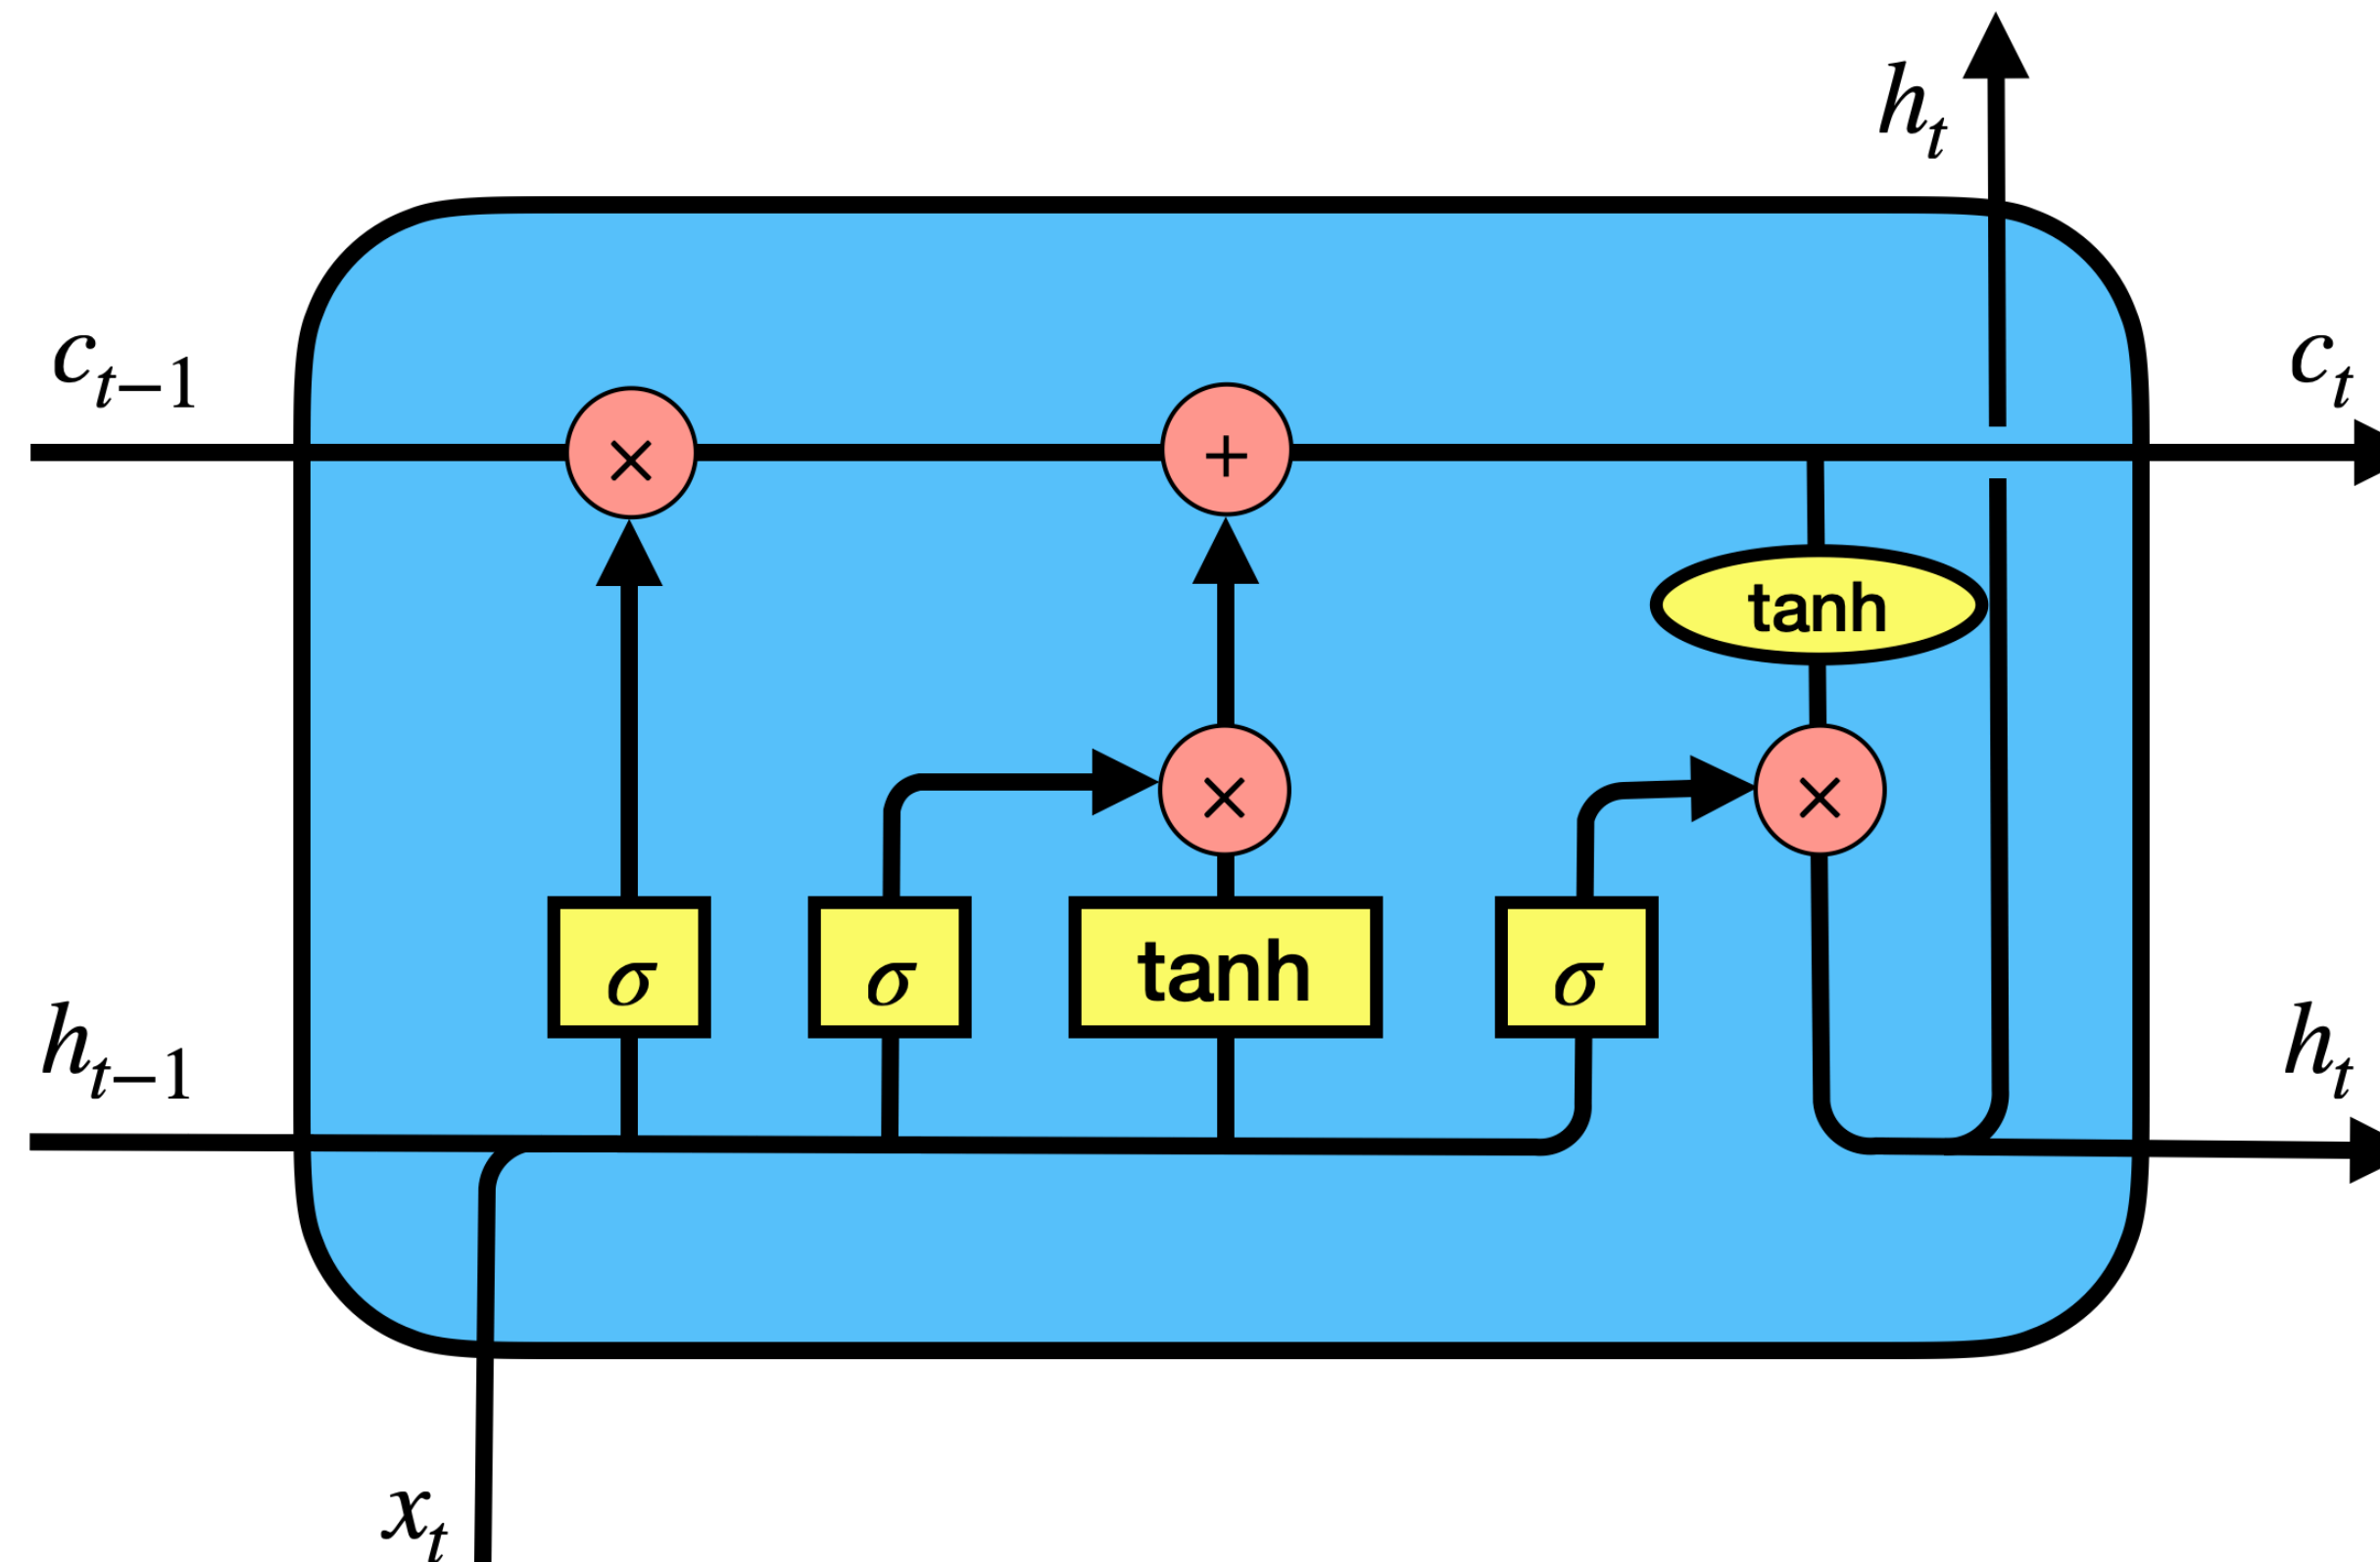 h_t
c_{t−1}
c_t
×
+
tanh
×
×
σ
σ
tanh
σ
h_{t−1}
h_t
x_t